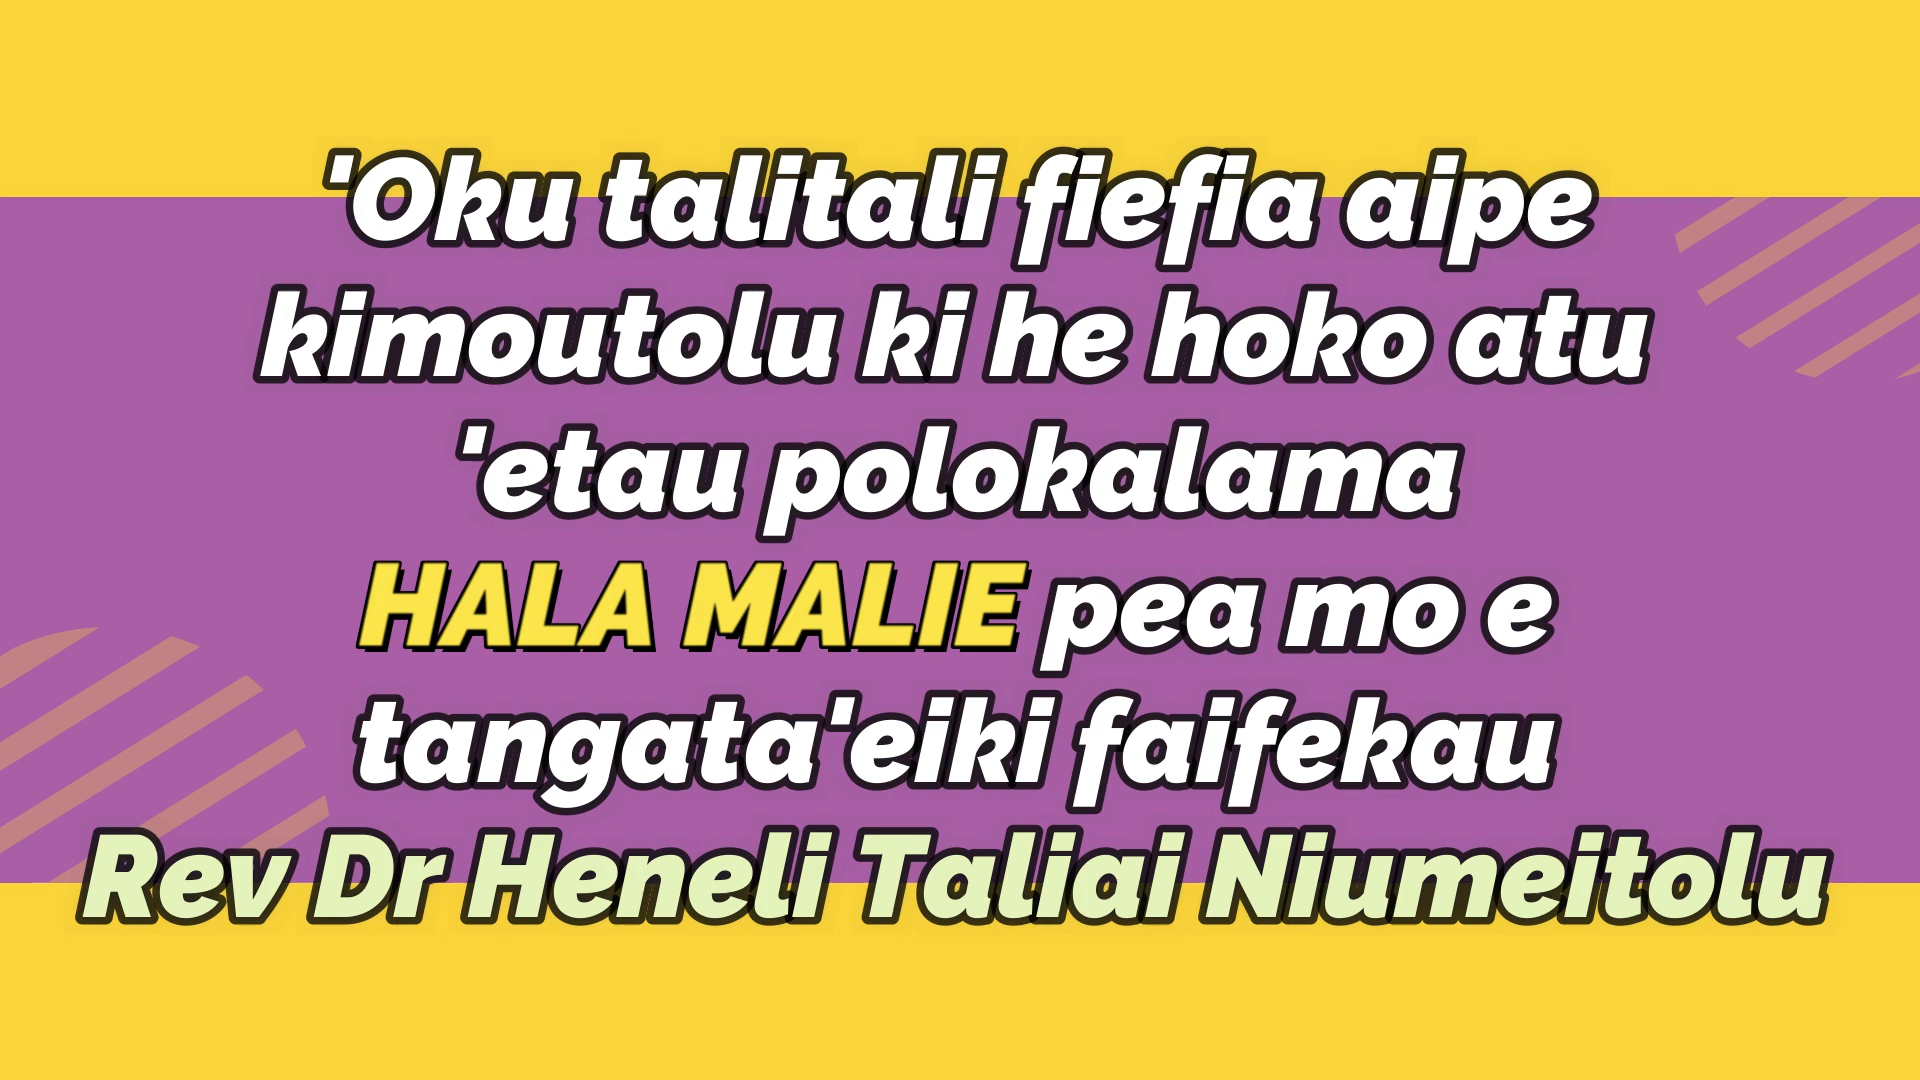 'Oku talitali fiefia aipe
kimoutolu ki he hoko atu
'etau polokalama
HALA MALIE pea mo e
tangata'eiki faifekau
Rev Dr Heneli Taliai Niumeitolu